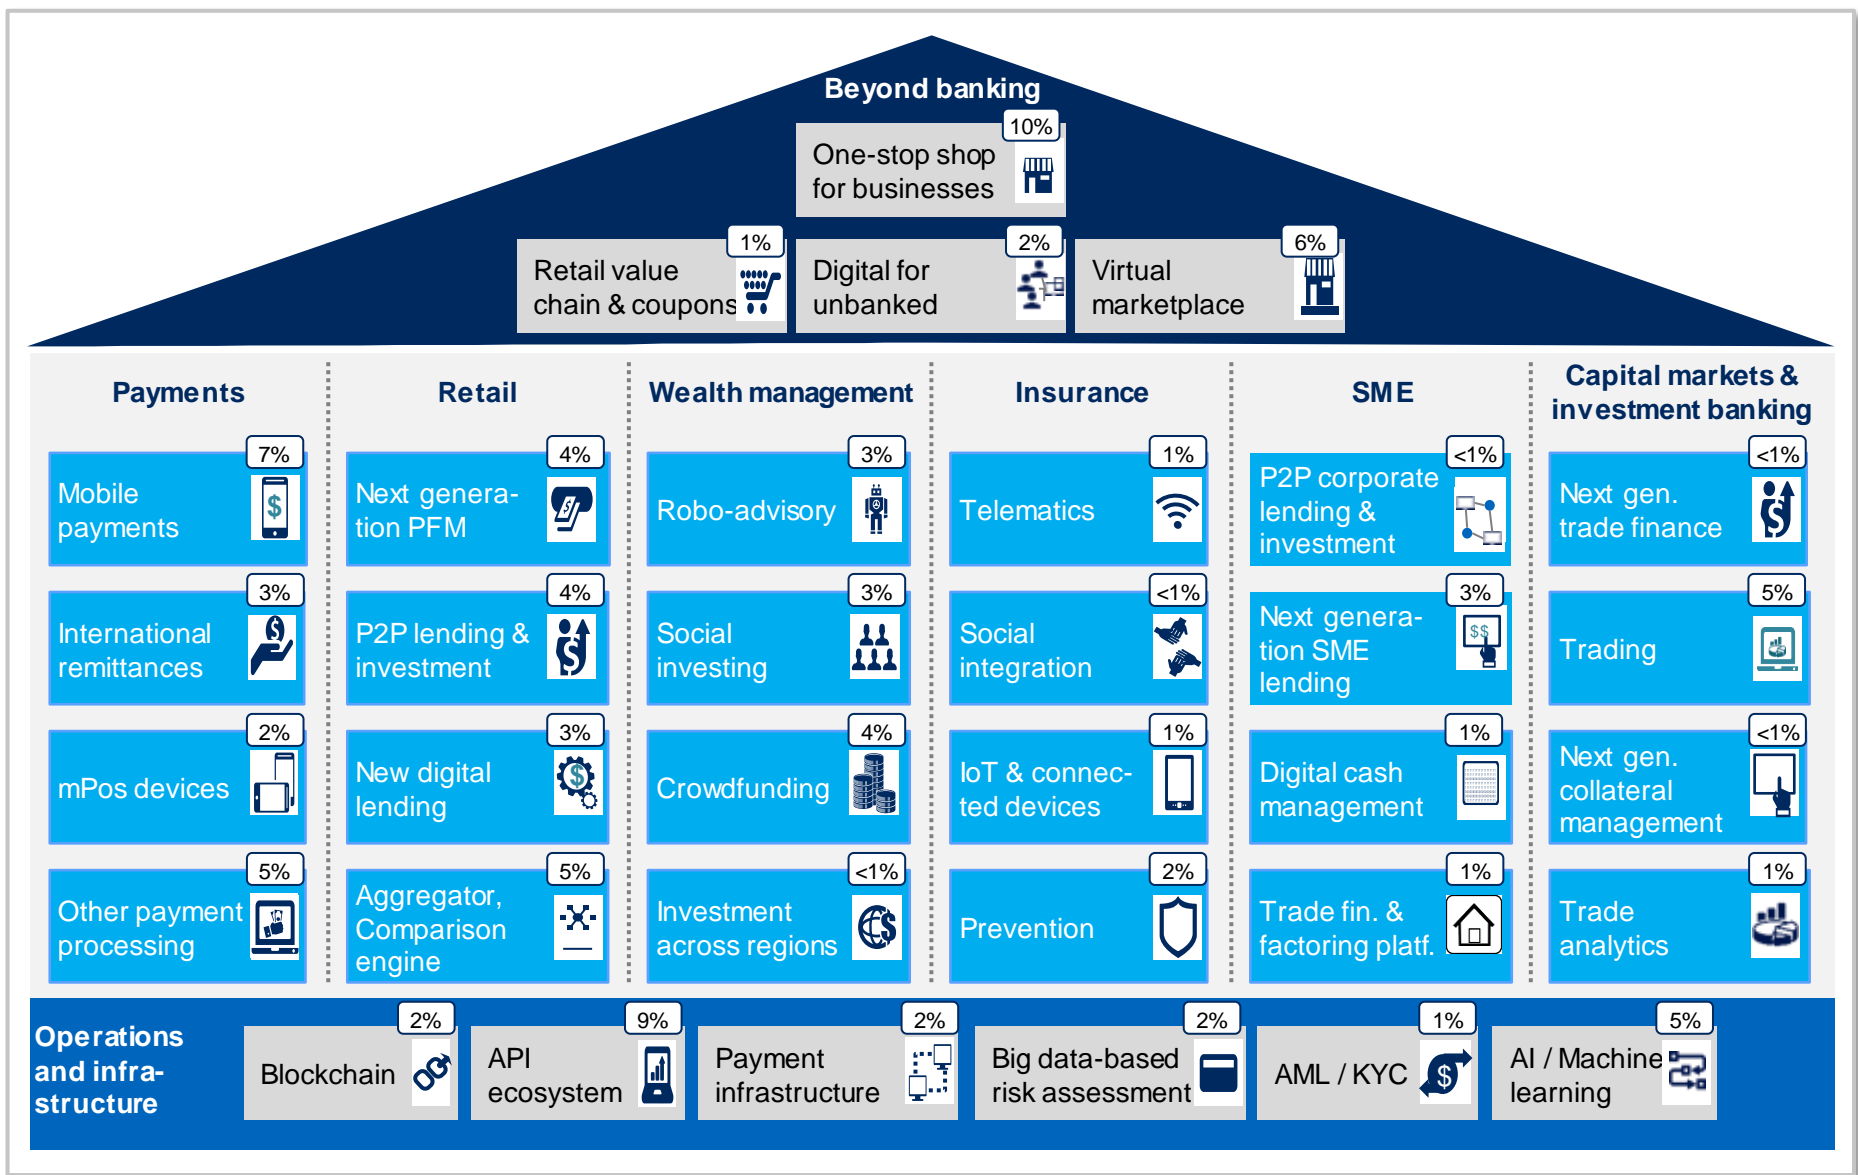 Beyond banking
10%
One-stop shop
for businesses
1%
Retail value
chain & coupons
2%
Digital for
unbanked
6%
Virtual
marketplace
Payments
7%
Mobile
payments
$
3%
International
remittances
$
2%
mPos devices
5%
Other payment
processing
Retail
4%
Next genera-
tion PFM
$
4%
P2P lending &
investment
$
3%
New digital
lending
$
5%
Aggregator,
Comparison
engine
Wealth management
3%
Robo-advisory
3%
Social
investing
4%
Crowdfunding
<1%
Investment
across regions
$
Insurance
1%
Telematics
<1%
Social
integration
1%
IoT & connec-
ted devices
2%
Prevention
SME
<1%
P2P corporate
lending &
investment
3%
Next genera-
tion SME
lending
$$
1%
Digital cash
management
1%
Trade fin. &
factoring platf.
Capital markets &
investment banking
<1%
Next gen.
trade finance
$
5%
Trading
<1%
Next gen.
collateral
management
1%
Trade
analytics
Operations
and infra-
structure
2%
Blockchain
9%
API
ecosystem
2%
Payment
infrastructure
2%
Big data-based
risk assessment
1%
AML / KYC
$
5%
AI / Machine
learning